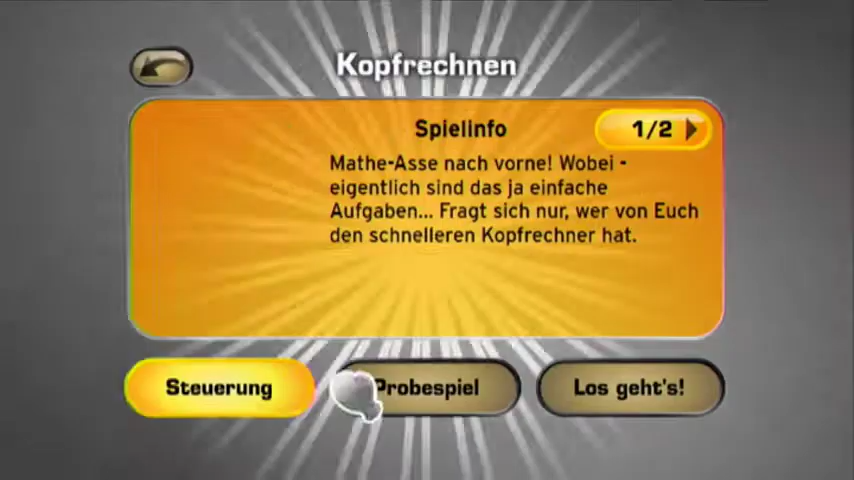 Kopfrechnen
Spielinfo
1/2
Mathe-Asse nach vorne! Wobei -
eigentlich sind das ja einfache
Aufgaben... Fragt sich nur, wer von Euch
den schnelleren Kopfrechner hat.
Steuerung
Probespiel
Los geht's!